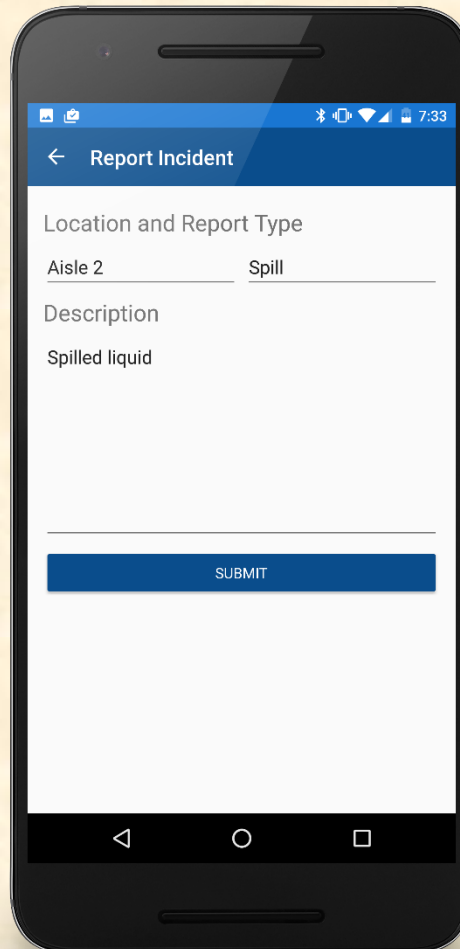 7:33
Report Incident
Location and Report Type
Aisle 2 Spill
Description
Spilled liquid
SUBMIT